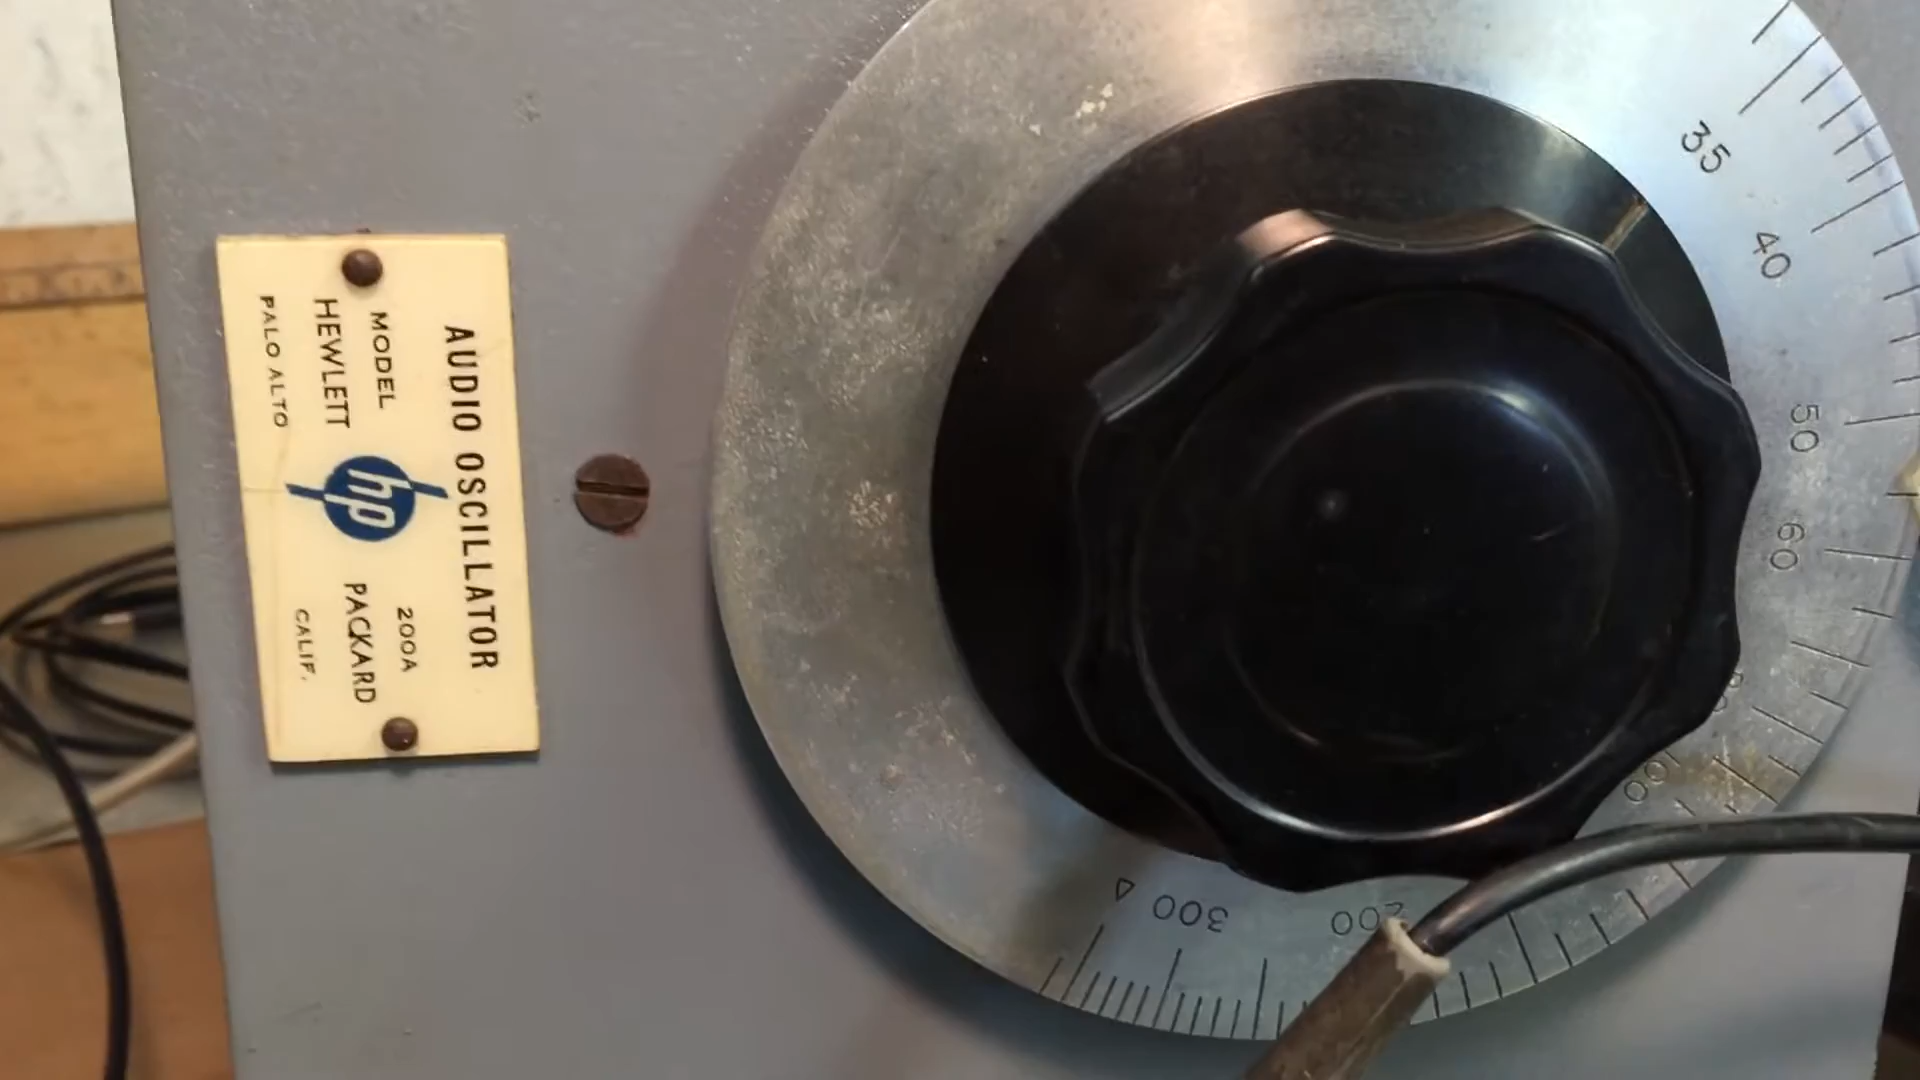 AUDIO OSCILLATOR
MODEL 200A
HEWLETT hp PACKARD
PALO ALTO CALIF.
35
40
50
60
100
200
300